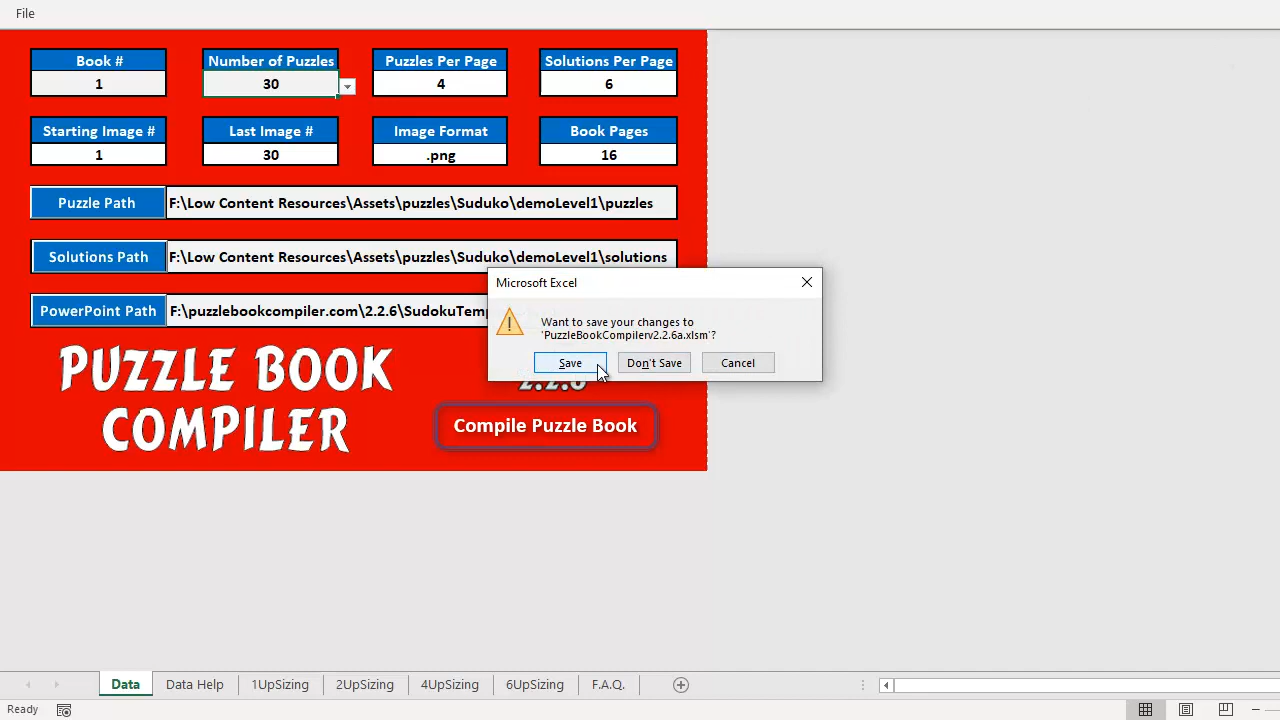 File
Book #
Number of Puzzles
Puzzles Per Page
Solutions Per Page
1
30
4
6
Starting Image #
Last Image #
Image Format
Book Pages
1
30
.png
16
Puzzle Path
F:\Low Content Resources\Assets\puzzles\Suduko\demoLevel1\puzzles
Solutions Path
F:\Low Content Resources\Assets\puzzles\Suduko\demoLevel1\solutions
PowerPoint Path
F:\puzzlebookcompiler.com\2.2.6\SudokuTemp
Microsoft Excel
Want to save your changes to
'PuzzleBookCompilerv2.2.6a.xlsm'?
Save
Don't Save
Cancel
PUZZLE BOOK
COMPILER
2.2.6
Compile Puzzle Book
Data
Data Help
1UpSizing
2UpSizing
4UpSizing
6UpSizing
F.A.Q.
Ready